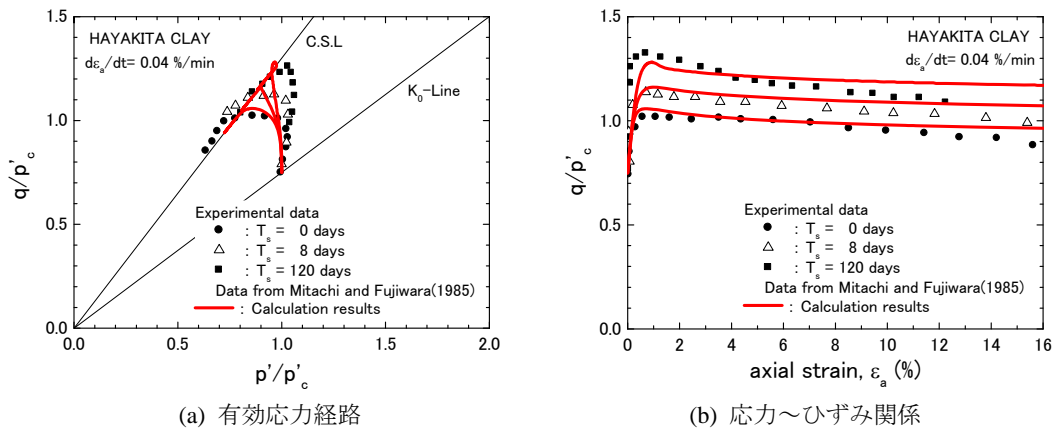 HAYAKITA CLAY
dε_a/dt= 0.04 %/min
C.S.L
K_0-Line
1.5
1.0
0.5
0.0
q/p'_c
Experimental data
● : T_s = 0 days
△ : T_s = 8 days
■ : T_s = 120 days
Data from Mitachi and Fujiwara(1985)
: Calculation results
0.0 0.5 1.0 1.5 2.0
p'/p'_c
(a) 有効応力経路
HAYAKITA CLAY
dε_a/dt= 0.04 %/min
1.5
1.0
0.5
0.0
q/p'_c
Experimental data
● : T_s = 0 days
△ : T_s = 8 days
■ : T_s = 120 days
Data from Mitachi and Fujiwara(1985)
: Calculation results
0 2 4 6 8 10 12 14 16
axial strain, ε_a (%)
(b) 応力～ひずみ関係